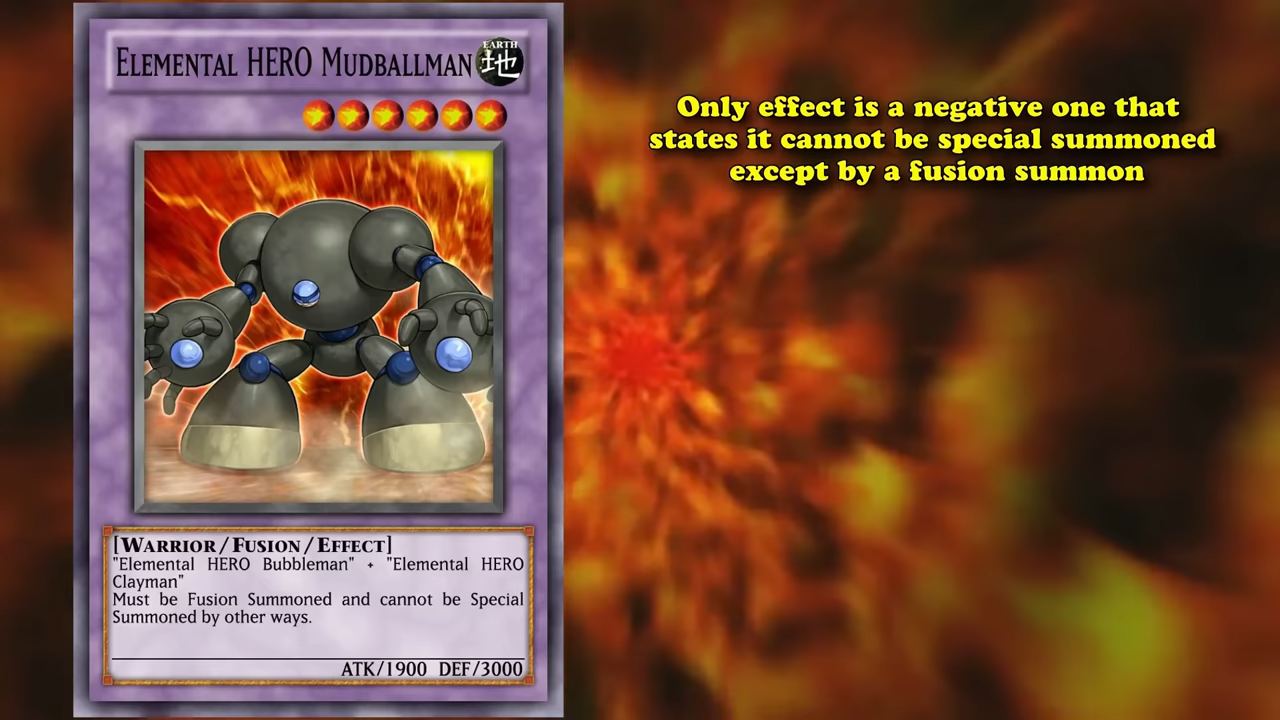 Elemental HERO Mudballman
EARTH
地
Only effect is a negative one that
states it cannot be special summoned
except by a fusion summon
[Warrior/Fusion/Effect]
"Elemental HERO Bubbleman" + "Elemental HERO
Clayman"
Must be Fusion Summoned and cannot be Special
Summoned by other ways.
ATK/1900 DEF/3000